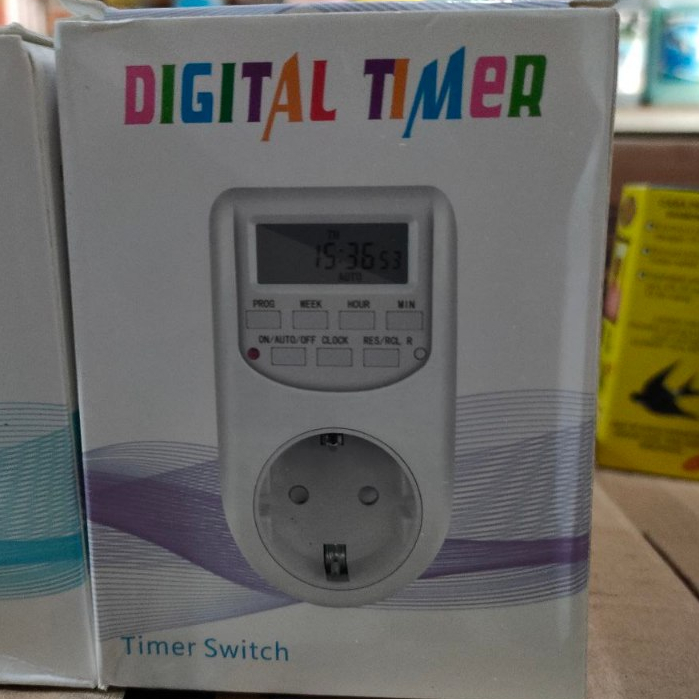 DIGITAL TIMER
15:36 53
AUTO
PROG WEEK HOUR MIN
ON/AUTO/OFF CLOCK RES/RCL R
Timer Switch